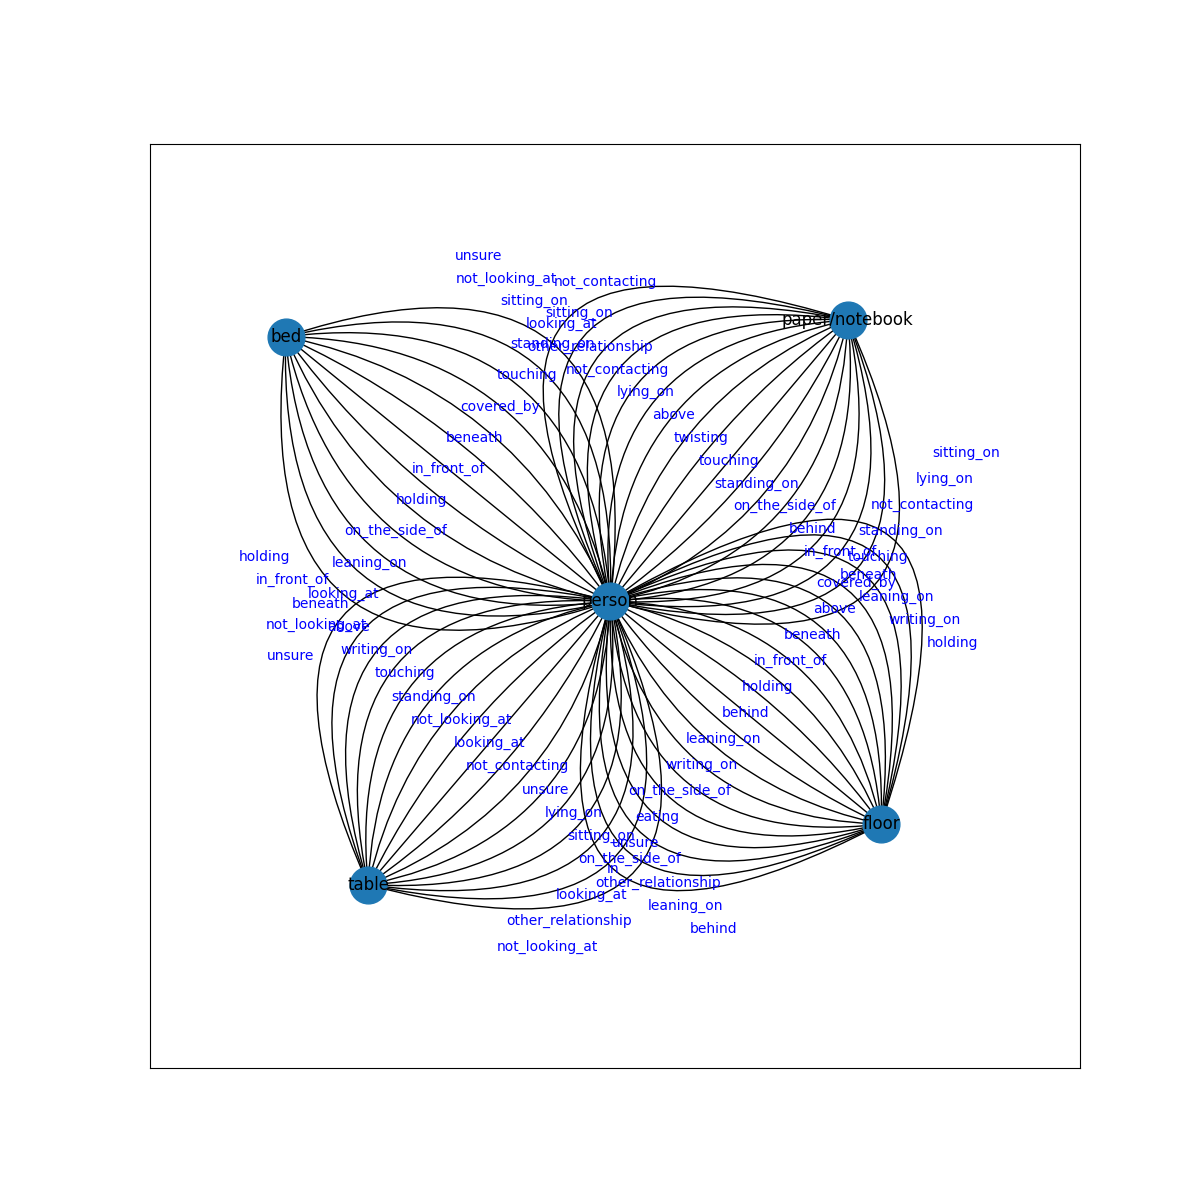 unsure
not_looking_at
not_contacting
sitting_on
sitting_on
looking_at
paper/notebook
bed
standing_on
other_relationship
not_contacting
touching
lying_on
covered_by
above
beneath
twisting
sitting_on
touching
in_front_of
lying_on
standing_on
holding
on_the_side_of
not_contacting
on_the_side_of
behind
standing_on
in_front_of
holding
touching
leaning_on
in_front_of
beneath
covered_by
looking_at
leaning_on
beneath
person
above
writing_on
not_looking_at
above
beneath
holding
writing_on
unsure
in_front_of
touching
holding
standing_on
behind
not_looking_at
leaning_on
looking_at
writing_on
not_contacting
unsure
on_the_side_of
lying_on
eating
floor
sitting_on
unsure
on_the_side_of
in
table
other_relationship
looking_at
leaning_on
other_relationship
behind
not_looking_at